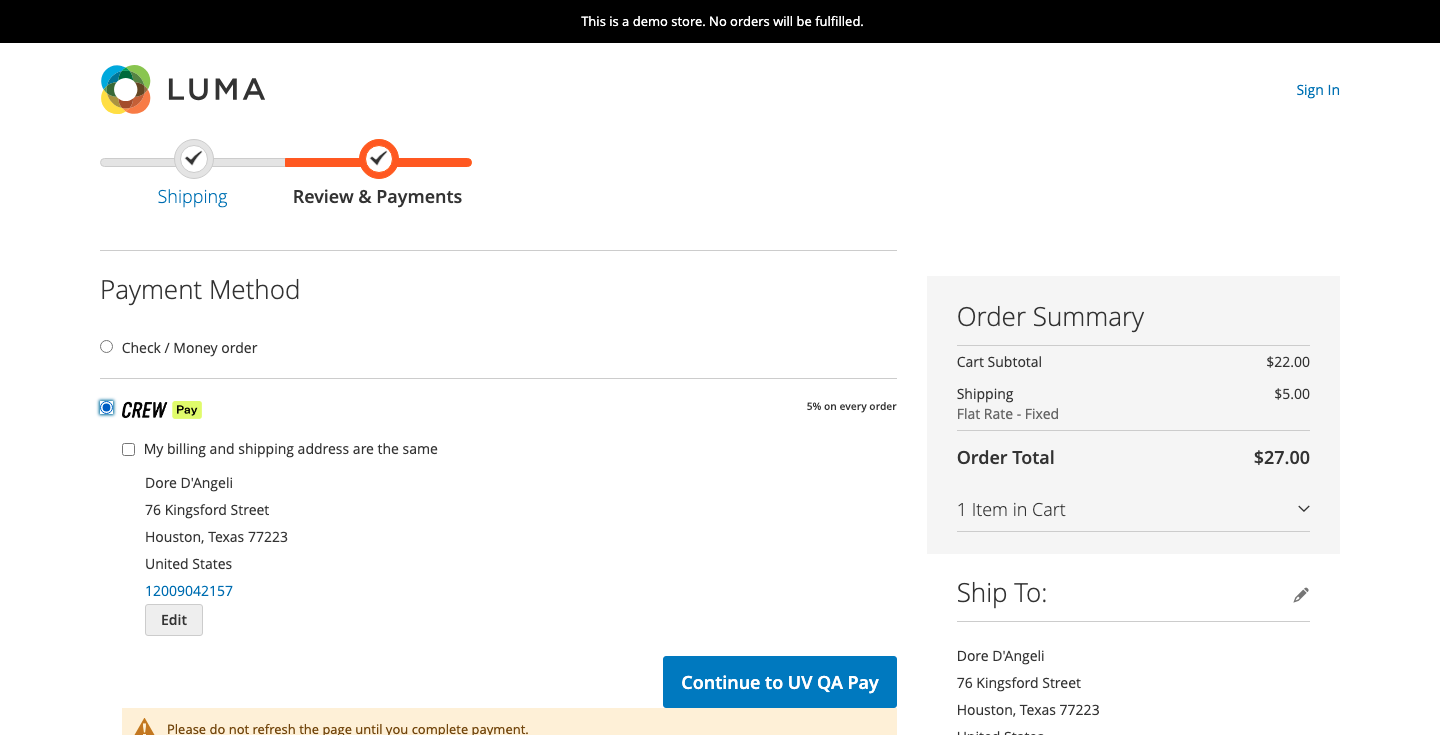 This is a demo store. No orders will be fulfilled.
LUMA
Sign In
Shipping
Review & Payments
Payment Method
Check / Money order
CREW Pay
5% on every order
My billing and shipping address are the same
Dore D'Angeli
76 Kingsford Street
Houston, Texas 77223
United States
12009042157
Edit
Continue to UV QA Pay
Please do not refresh the page until you complete payment.
Order Summary
Cart Subtotal $22.00
Shipping $5.00
Flat Rate - Fixed
Order Total $27.00
1 Item in Cart
Ship To:
Dore D'Angeli
76 Kingsford Street
Houston, Texas 77223
United States